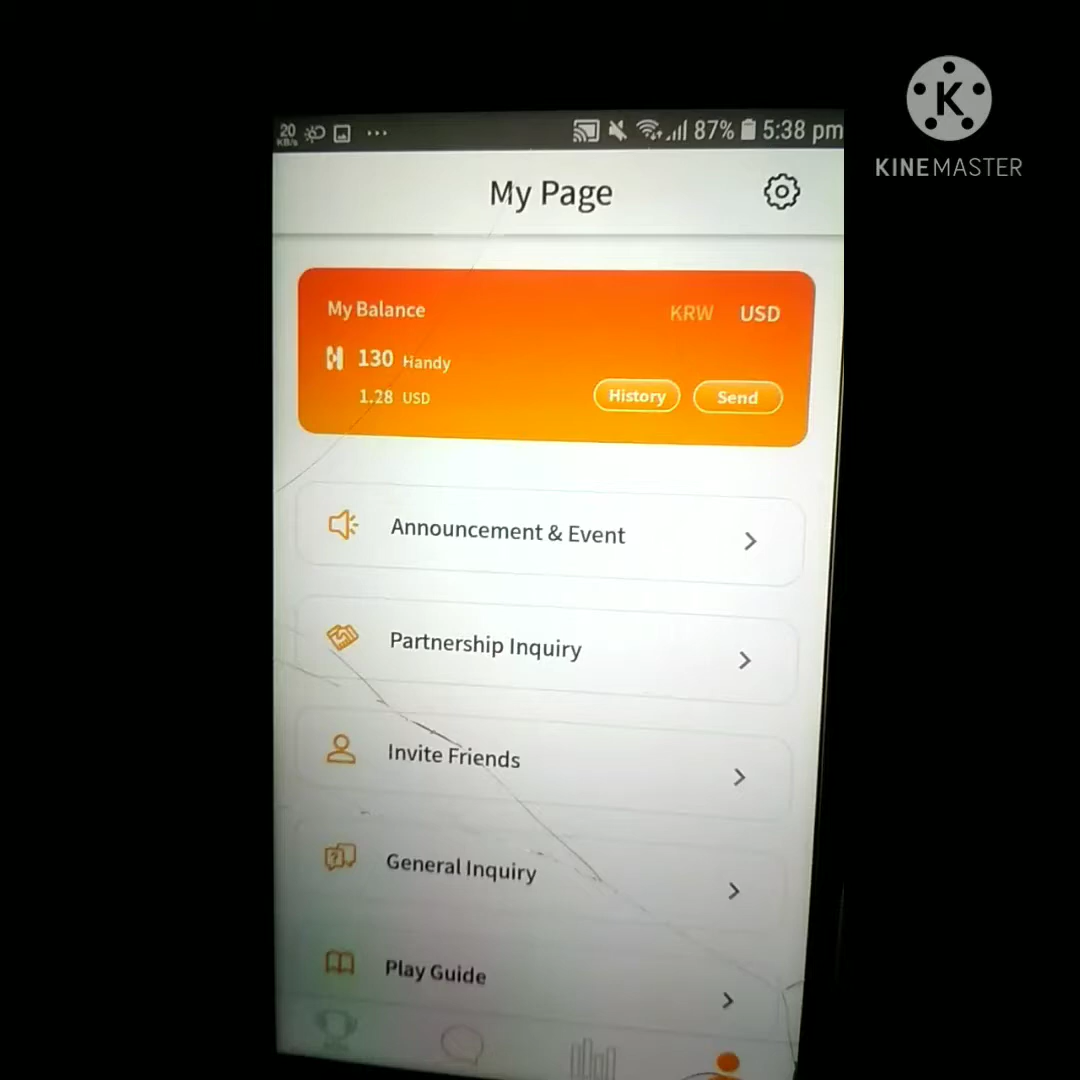 K
KINEMASTER
20
KB/s
87% 5:38 pm
My Page
My Balance
KRW USD
130 Handy
1.28 USD
History Send
Announcement & Event
Partnership Inquiry
Invite Friends
General Inquiry
Play Guide